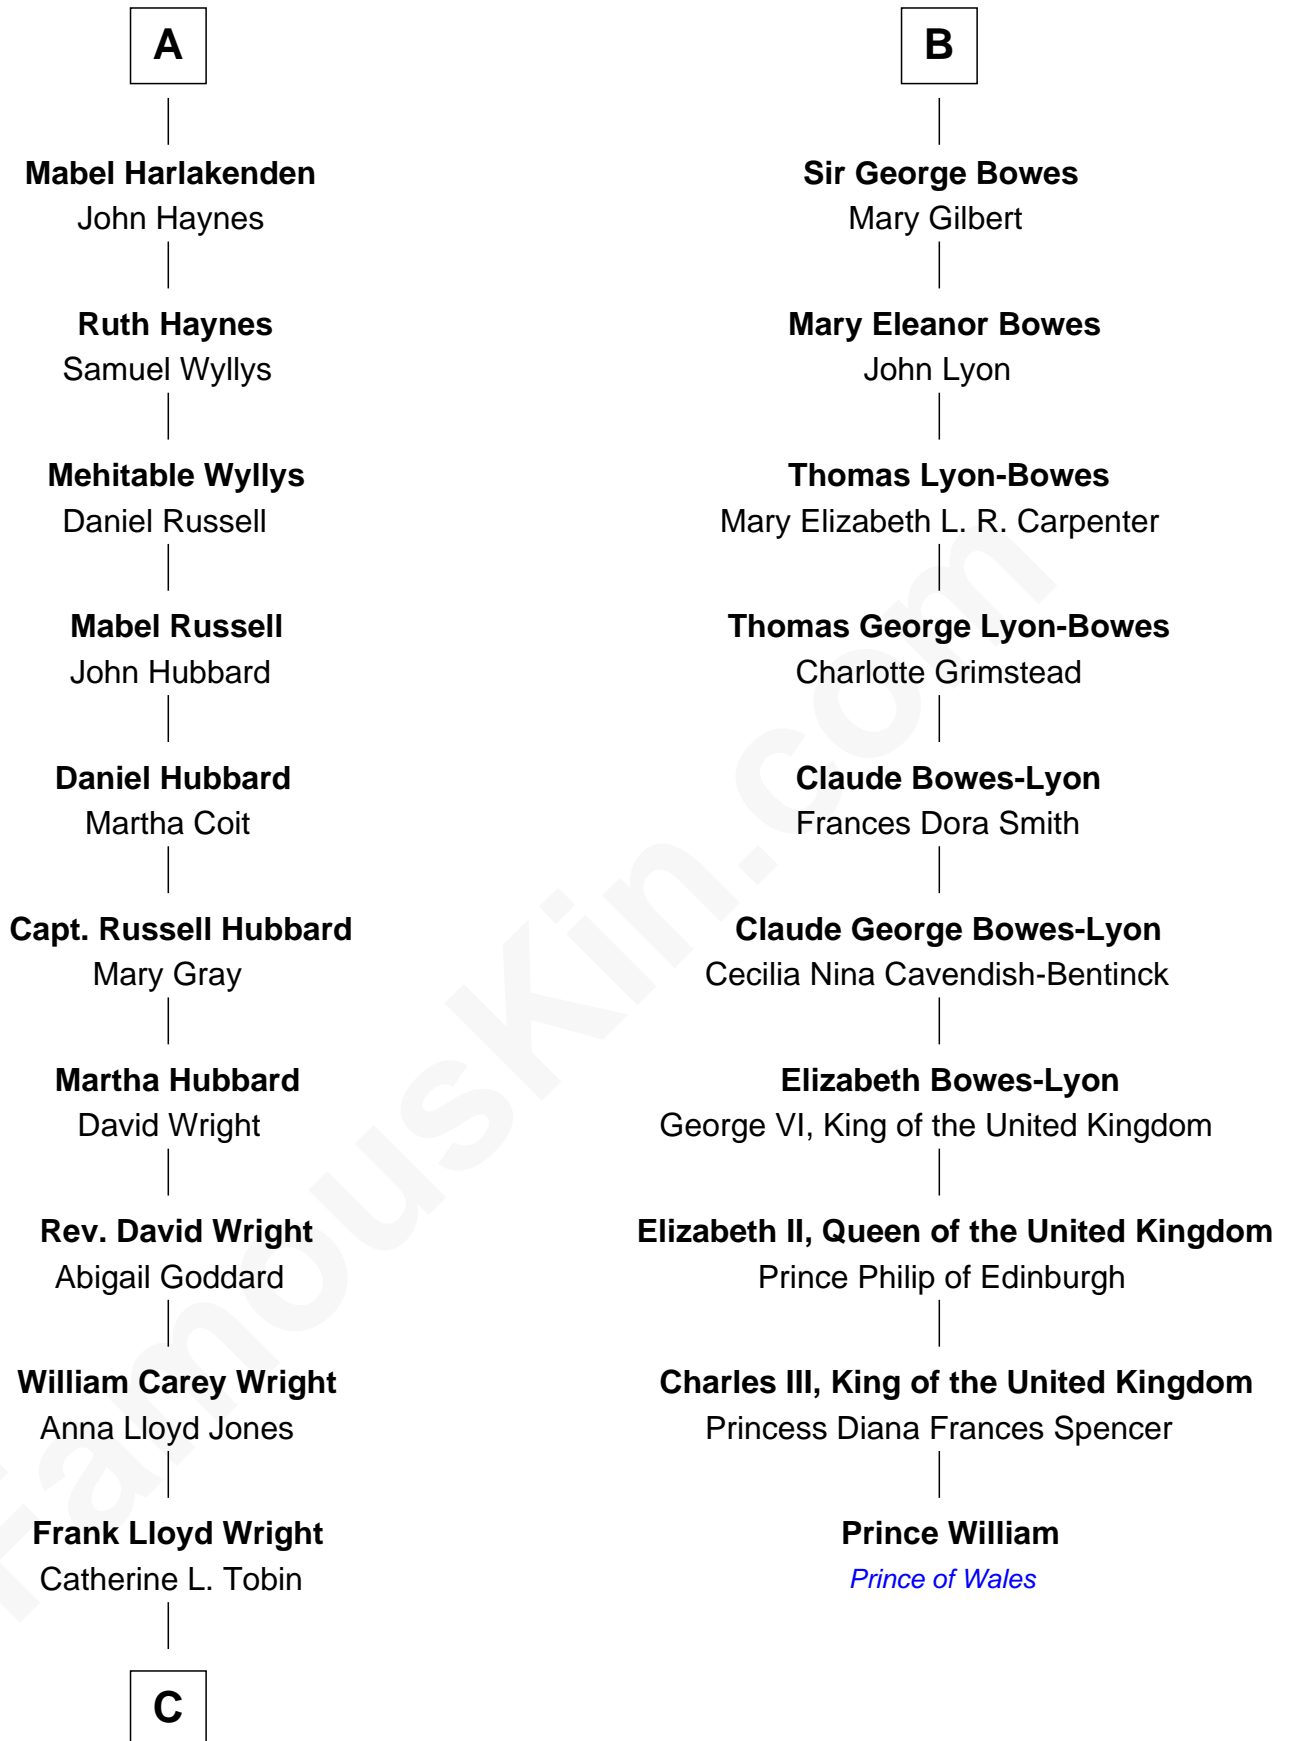 A
Mabel Harlakenden
John Haynes
Ruth Haynes
Samuel Wyllys
Mehitable Wyllys
Daniel Russell
Mabel Russell
John Hubbard
Daniel Hubbard
Martha Coit
Capt. Russell Hubbard
Mary Gray
Martha Hubbard
David Wright
Rev. David Wright
Abigail Goddard
William Carey Wright
Anna Lloyd Jones
Frank Lloyd Wright
Catherine L. Tobin
C
B
Sir George Bowes
Mary Gilbert
Mary Eleanor Bowes
John Lyon
Thomas Lyon-Bowes
Mary Elizabeth L. R. Carpenter
Thomas George Lyon-Bowes
Charlotte Grimstead
Claude Bowes-Lyon
Frances Dora Smith
Claude George Bowes-Lyon
Cecilia Nina Cavendish-Bentinck
Elizabeth Bowes-Lyon
George VI, King of the United Kingdom
Elizabeth II, Queen of the United Kingdom
Prince Philip of Edinburgh
Charles III, King of the United Kingdom
Princess Diana Frances Spencer
Prince William
Prince of Wales
FamousKin.com